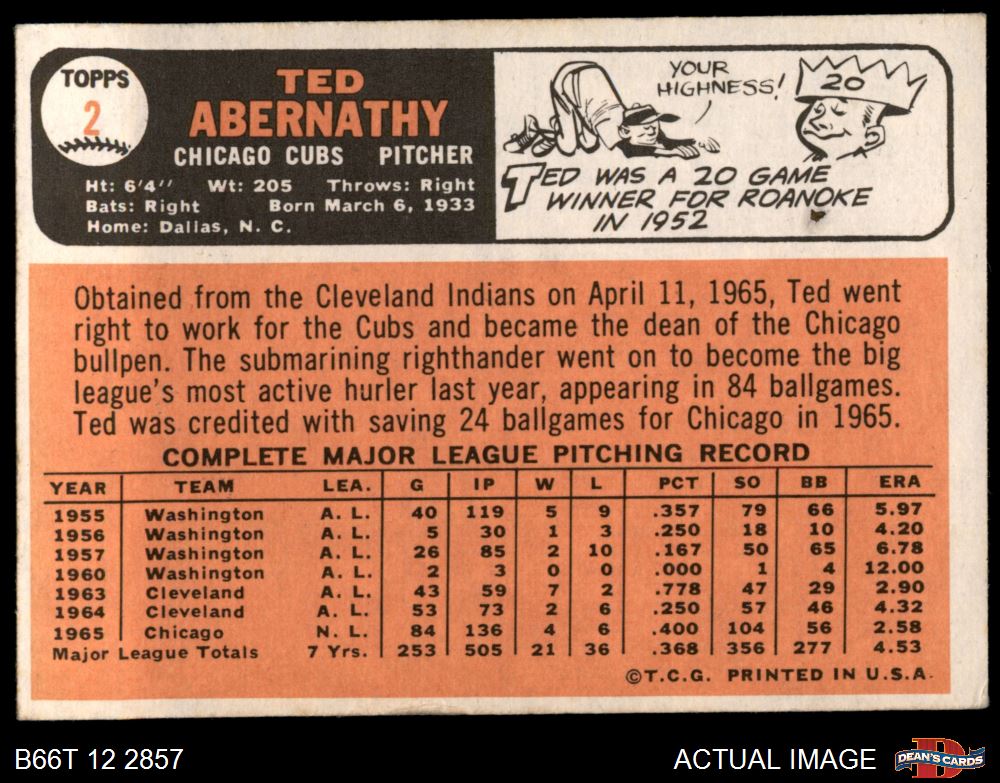 TOPPS
2
TED
ABERNATHY
CHICAGO CUBS PITCHER
Ht: 6'4" Wt: 205 Throws: Right
Bats: Right Born March 6, 1933
Home: Dallas, N. C.
YOUR
HIGHNESS!
20
TED WAS A 20 GAME
WINNER FOR ROANOKE
IN 1952
Obtained from the Cleveland Indians on April 11, 1965, Ted went
right to work for the Cubs and became the dean of the Chicago
bullpen. The submarining righthander went on to become the big
league's most active hurler last year, appearing in 84 ballgames.
Ted was credited with saving 24 ballgames for Chicago in 1965.
COMPLETE MAJOR LEAGUE PITCHING RECORD
YEAR TEAM LEA. G IP W L PCT SO BB ERA
1955 Washington A. L. 40 119 5 9 .357 79 66 5.97
1956 Washington A. L. 5 30 1 3 .250 18 10 4.20
1957 Washington A. L. 26 85 2 10 .167 50 65 6.78
1960 Washington A. L. 2 3 0 0 .000 1 4 12.00
1963 Cleveland A. L. 43 59 7 2 .778 47 29 2.90
1964 Cleveland A. L. 53 73 2 6 .250 57 46 4.32
1965 Chicago N. L. 84 136 4 6 .400 104 56 2.58
Major League Totals 7 Yrs. 253 505 21 36 .368 356 277 4.53
©T.C.G. PRINTED IN U.S.A.
B66T 12 2857
ACTUAL IMAGE
DEAN'S CARDS